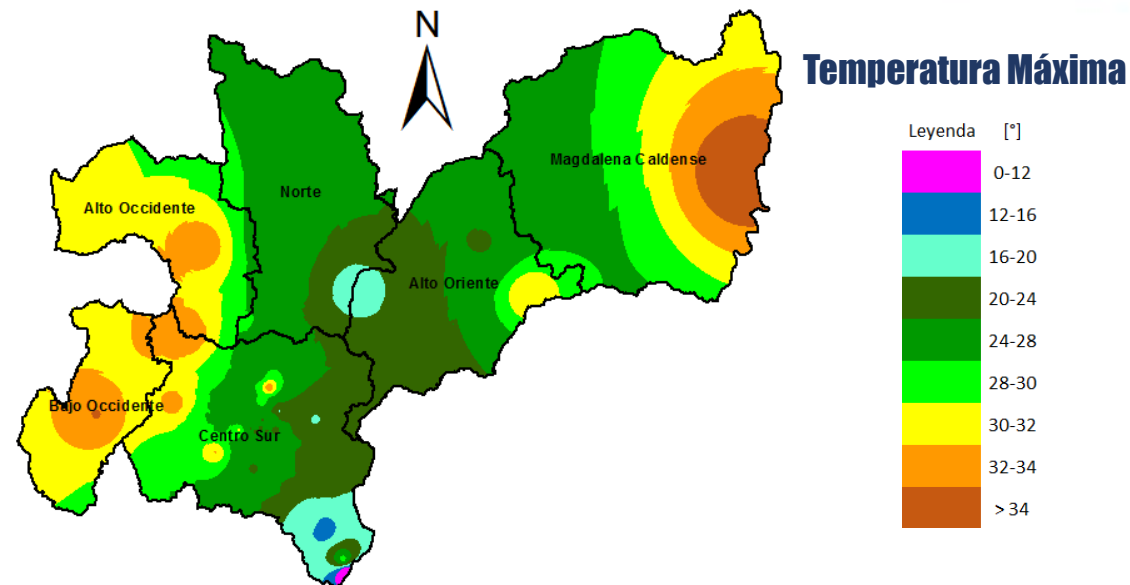 N
Temperatura Máxima
Leyenda [°]
0-12
12-16
16-20
20-24
24-28
28-30
30-32
32-34
> 34
Magdalena Caldense
Norte
Alto Occidente
Alto Oriente
Bajo Occidente
Centro Sur